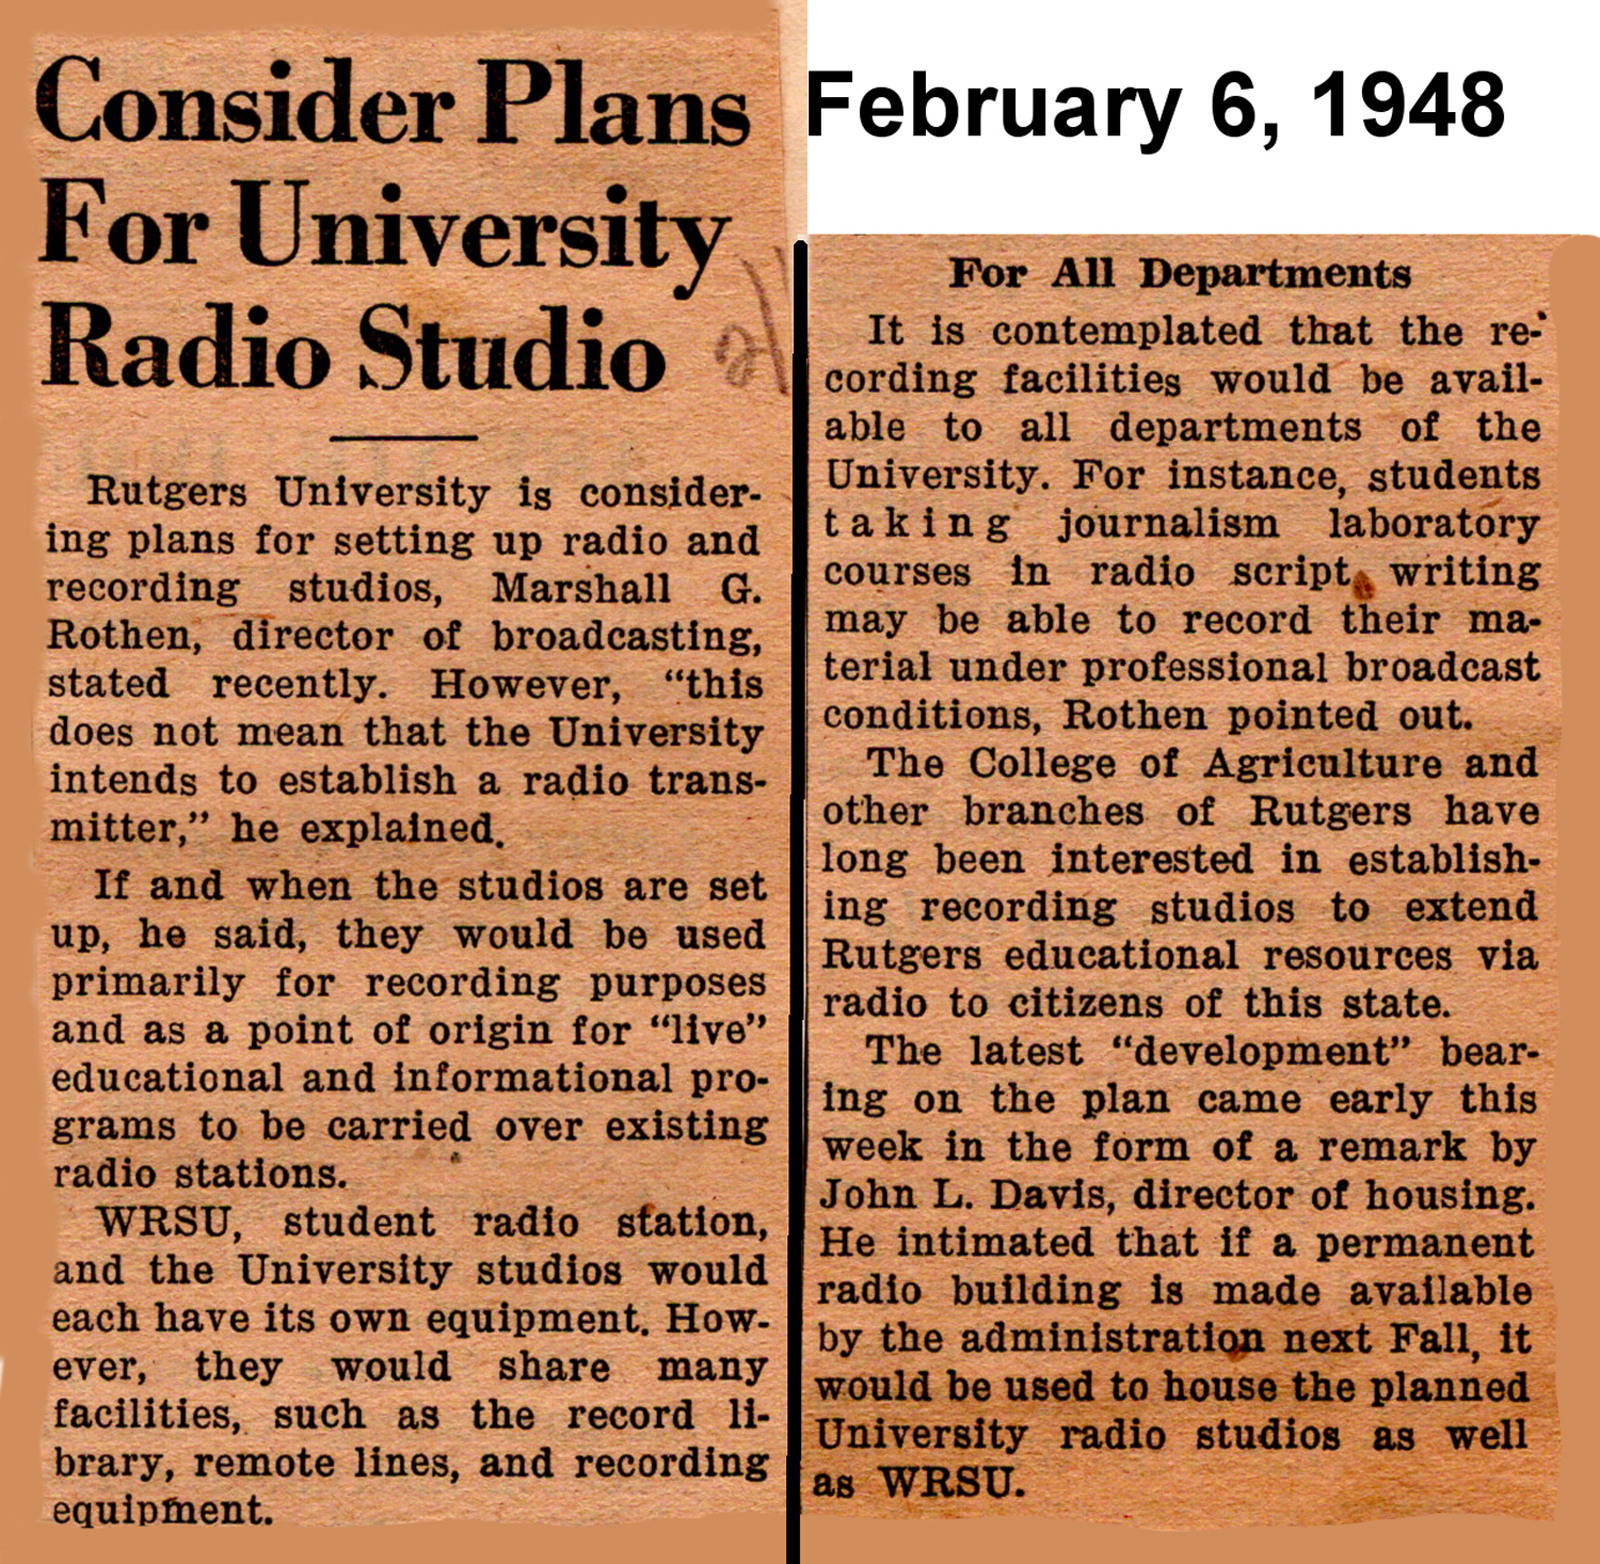 Consider Plans
For University
Radio Studio
Rutgers University is consider-
ing plans for setting up radio and
recording studios, Marshall G.
Rothen, director of broadcasting,
stated recently. However, “this
does not mean that the University
intends to establish a radio trans-
mitter,” he explained.
If and when the studios are set
up, he said, they would be used
primarily for recording purposes
and as a point of origin for “live”
educational and informational pro-
grams to be carried over existing
radio stations.
WRSU, student radio station,
and the University studios would
each have its own equipment. How-
ever, they would share many
facilities, such as the record li-
brary, remote lines, and recording
equipment.
February 6, 1948
For All Departments
It is contemplated that the re-
cording facilities would be avail-
able to all departments of the
University. For instance, students
taking journalism laboratory
courses in radio script writing
may be able to record their ma-
terial under professional broadcast
conditions, Rothen pointed out.
The College of Agriculture and
other branches of Rutgers have
long been interested in establish-
ing recording studios to extend
Rutgers educational resources via
radio to citizens of this state.
The latest “development” bear-
ing on the plan came early this
week in the form of a remark by
John L. Davis, director of housing.
He intimated that if a permanent
radio building is made available
by the administration next Fall, it
would be used to house the planned
University radio studios as well
as WRSU.